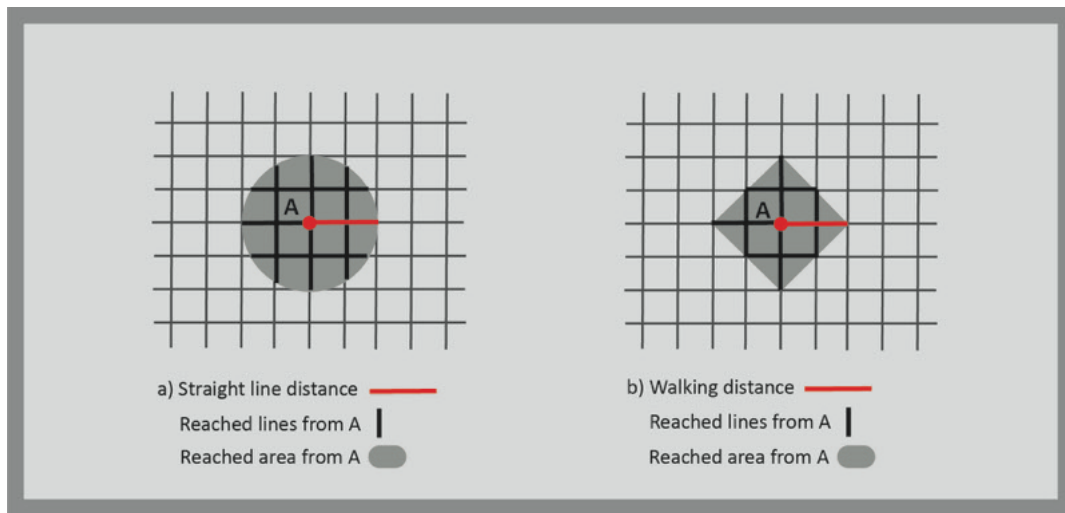 A
A
a) Straight line distance
Reached lines from A
Reached area from A
b) Walking distance
Reached lines from A
Reached area from A